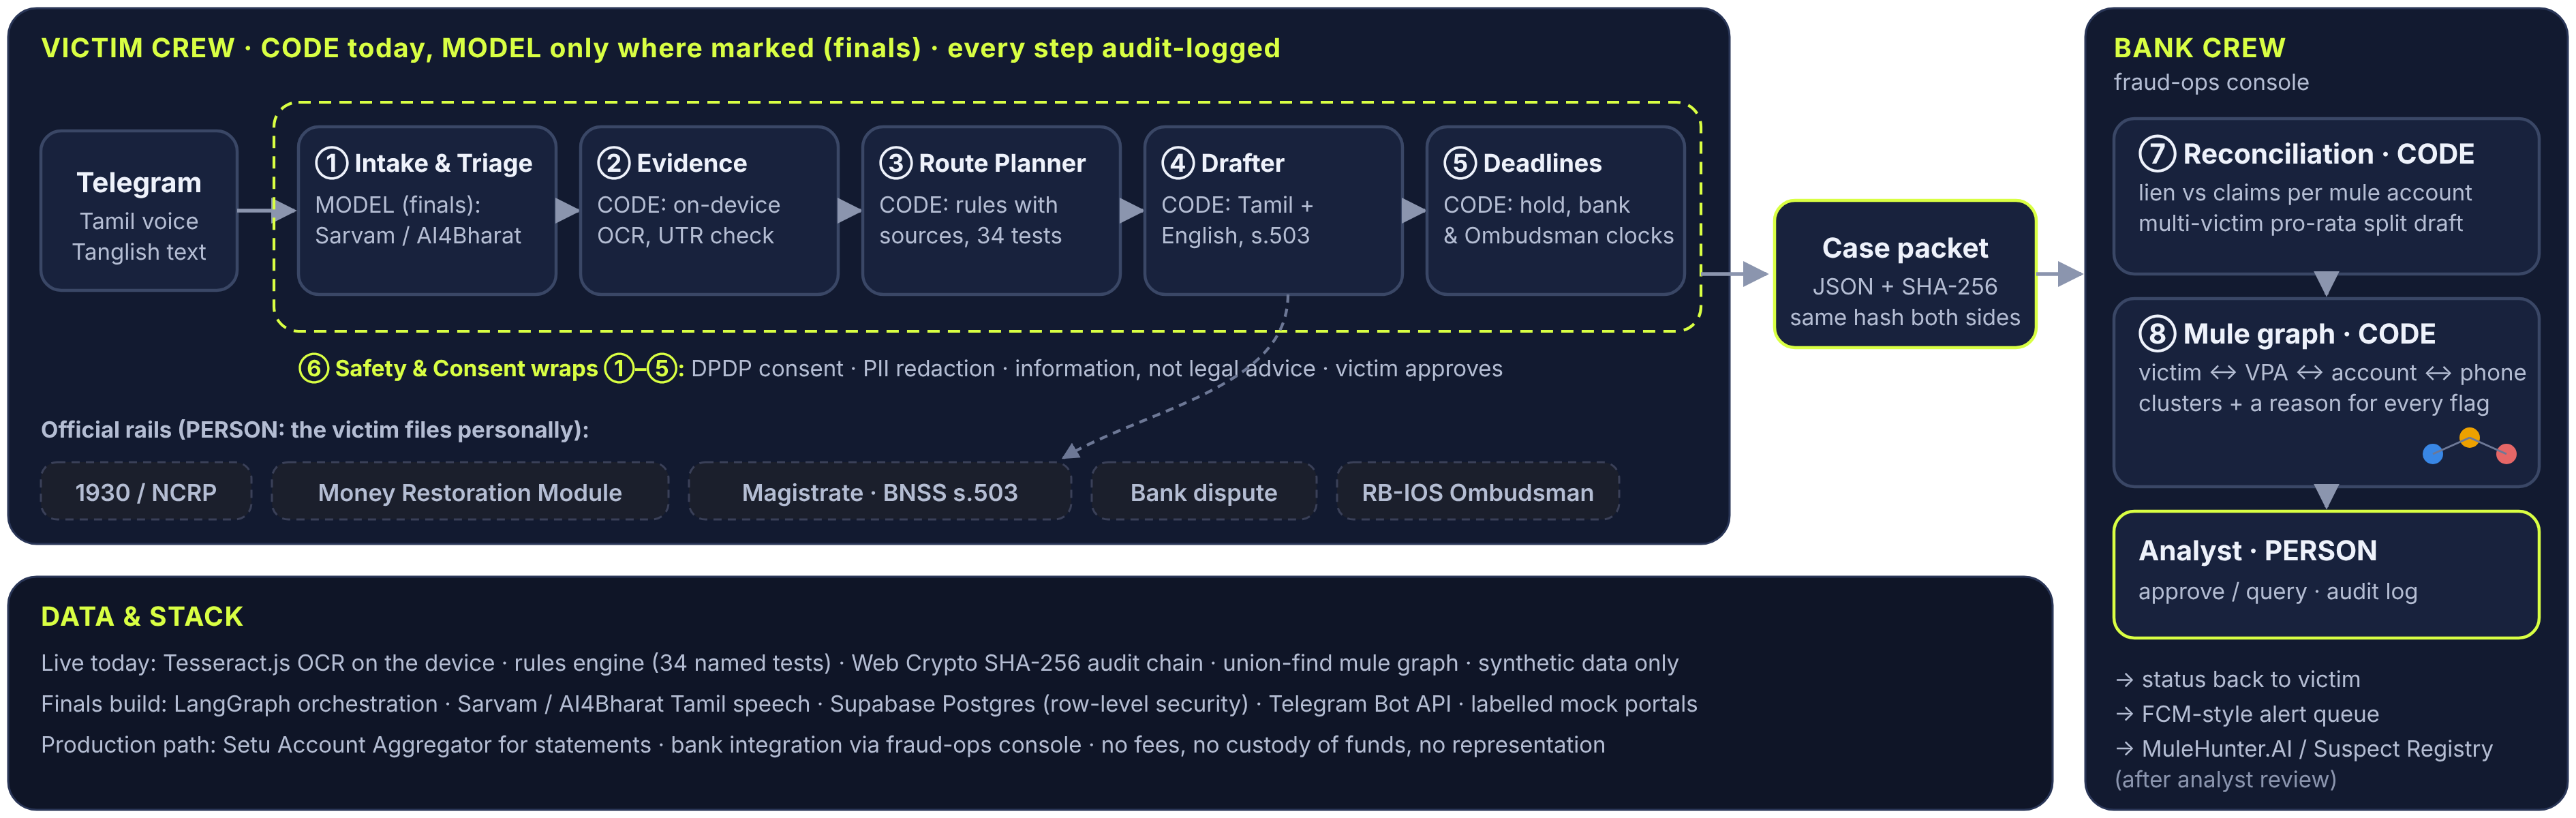 VICTIM CREW · CODE today, MODEL only where marked (finals) · every step audit-logged
Telegram
Tamil voice
Tanglish text
① Intake & Triage
MODEL (finals):
Sarvam / AI4Bharat
② Evidence
CODE: on-device
OCR, UTR check
③ Route Planner
CODE: rules with
sources, 34 tests
④ Drafter
CODE: Tamil +
English, s.503
⑤ Deadlines
CODE: hold, bank
& Ombudsman clocks
⑥ Safety & Consent wraps ①–⑤: DPDP consent · PII redaction · information, not legal advice · victim approves
Official rails (PERSON: the victim files personally):
1930 / NCRP
Money Restoration Module
Magistrate · BNSS s.503
Bank dispute
RB-IOS Ombudsman
Case packet
JSON + SHA-256
same hash both sides
BANK CREW
fraud-ops console
⑦ Reconciliation · CODE
lien vs claims per mule account
multi-victim pro-rata split draft
⑧ Mule graph · CODE
victim ↔ VPA ↔ account ↔ phone
clusters + a reason for every flag
Analyst · PERSON
approve / query · audit log
→ status back to victim
→ FCM-style alert queue
→ MuleHunter.AI / Suspect Registry
(after analyst review)
DATA & STACK
Live today: Tesseract.js OCR on the device · rules engine (34 named tests) · Web Crypto SHA-256 audit chain · union-find mule graph · synthetic data only
Finals build: LangGraph orchestration · Sarvam / AI4Bharat Tamil speech · Supabase Postgres (row-level security) · Telegram Bot API · labelled mock portals
Production path: Setu Account Aggregator for statements · bank integration via fraud-ops console · no fees, no custody of funds, no representation